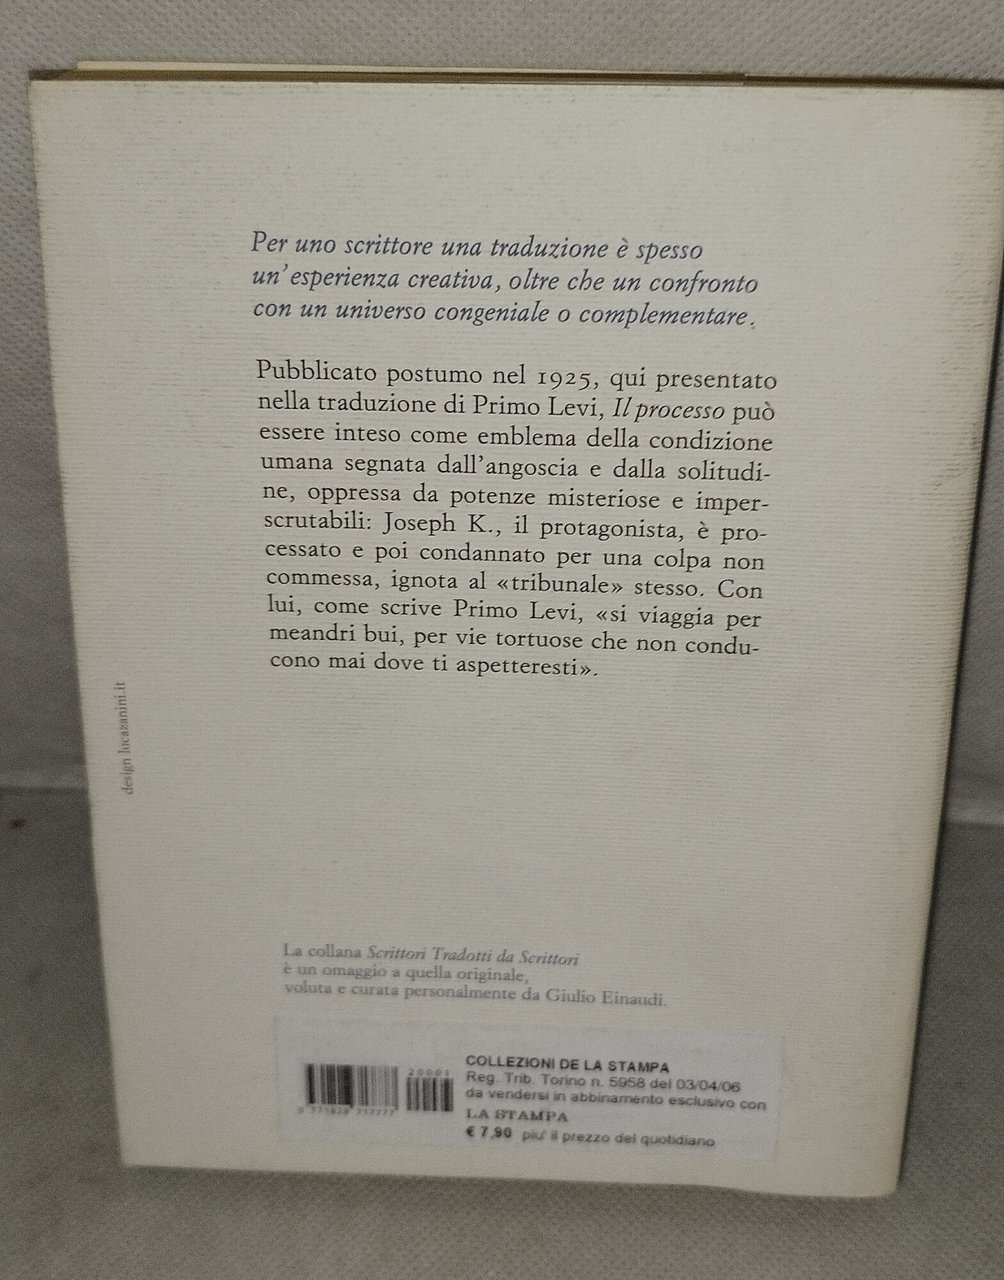 Per uno scrittore una traduzione è spesso
un'esperienza creativa, oltre che un confronto
con un universo congeniale o complementare.
Pubblicato postumo nel 1925, qui presentato
nella traduzione di Primo Levi, Il processo può
essere inteso come emblema della condizione
umana segnata dall'angoscia e dalla solitudi-
ne, oppressa da potenze misteriose e imper-
scrutabili: Joseph K., il protagonista, è pro-
cessato e poi condannato per una colpa non
commessa, ignota al «tribunale» stesso. Con
lui, come scrive Primo Levi, «si viaggia per
meandri bui, per vie tortuose che non condu-
cono mai dove ti aspetteresti».
design lucazanini.it
La collana Scrittori Tradotti da Scrittori
è un omaggio a quella originale,
voluta e curata personalmente da Giulio Einaudi.
COLLEZIONI DE LA STAMPA
Reg. Trib. Torino n. 5958 del 03/04/06
da vendersi in abbinamento esclusivo con
LA STAMPA
€ 7,90 piu' il prezzo del quotidiano
20001